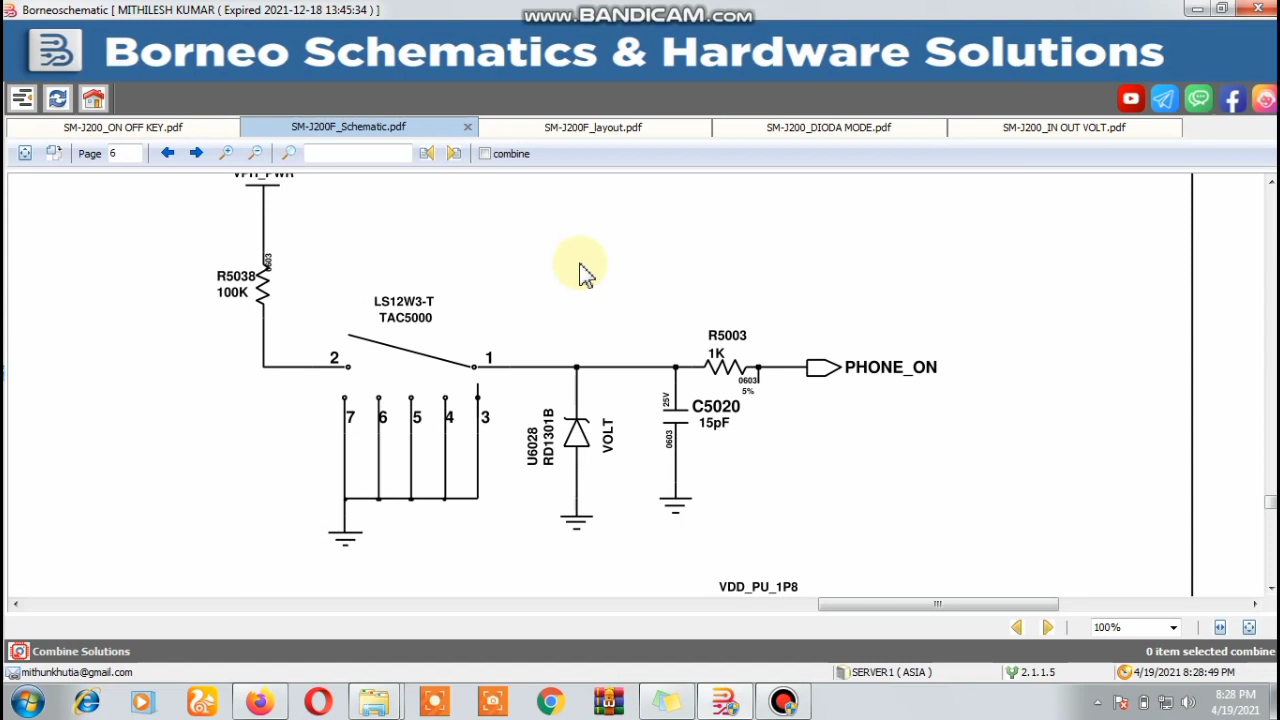 Borneoschematic [ MITHILESH KUMAR ( Expired 2021-12-18 13:45:34 ) ]
www.BANDICAM.com
Borneo Schematics & Hardware Solutions
SM-J200_ON OFF KEY.pdf
SM-J200F_Schematic.pdf
SM-J200F_layout.pdf
SM-J200_DIODA MODE.pdf
SM-J200_IN OUT VOLT.pdf
Page 6
combine
VPH_PWR
0603
R5038
100K
LS12W3-T
TAC5000
2
1
R5003
1K
0603
5%
PHONE_ON
7 6 5 4 3
U6028
RD1301B
VOLT
25V
C5020
15pF
0603
VDD_PU_1P8
100%
Combine Solutions
0 item selected combine
mithunkhutia@gmail.com
SERVER1 ( ASIA )
2.1.1.5
4/19/2021 8:28:49 PM
8:28 PM
4/19/2021